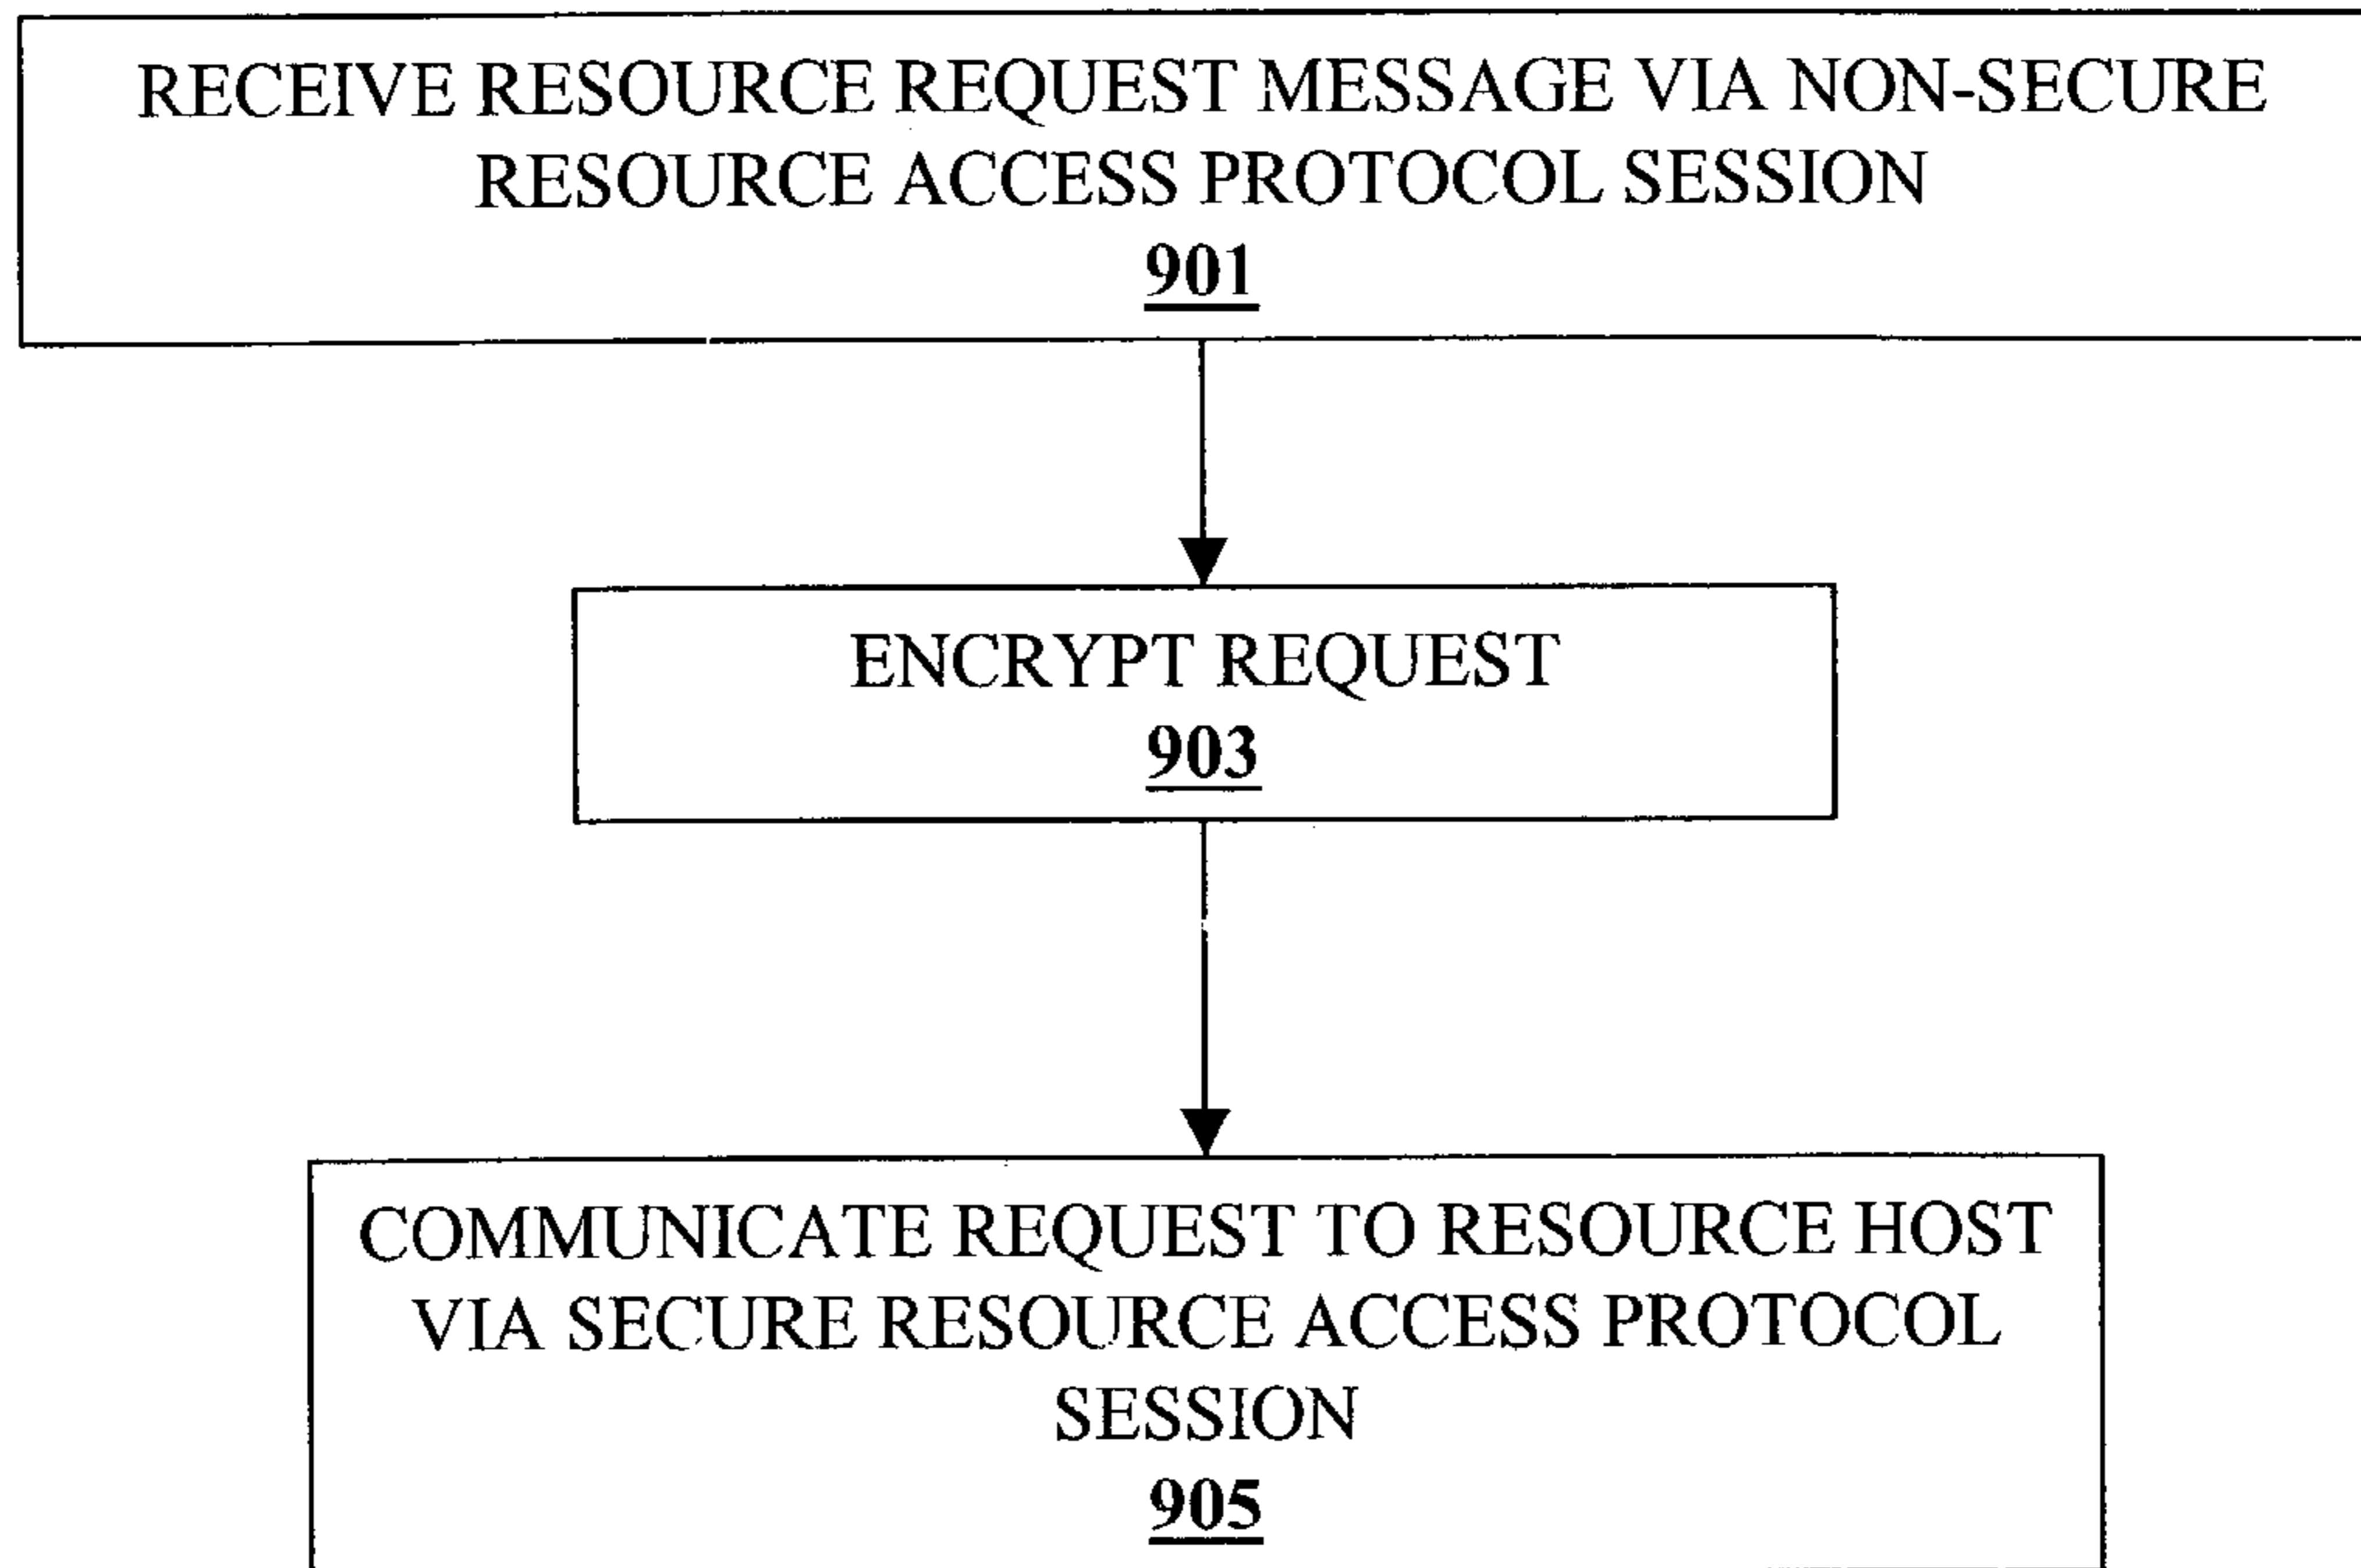 RECEIVE RESOURCE REQUEST MESSAGE VIA NON-SECURE
RESOURCE ACCESS PROTOCOL SESSION
901
ENCRYPT REQUEST
903
COMMUNICATE REQUEST TO RESOURCE HOST
VIA SECURE RESOURCE ACCESS PROTOCOL
SESSION
905